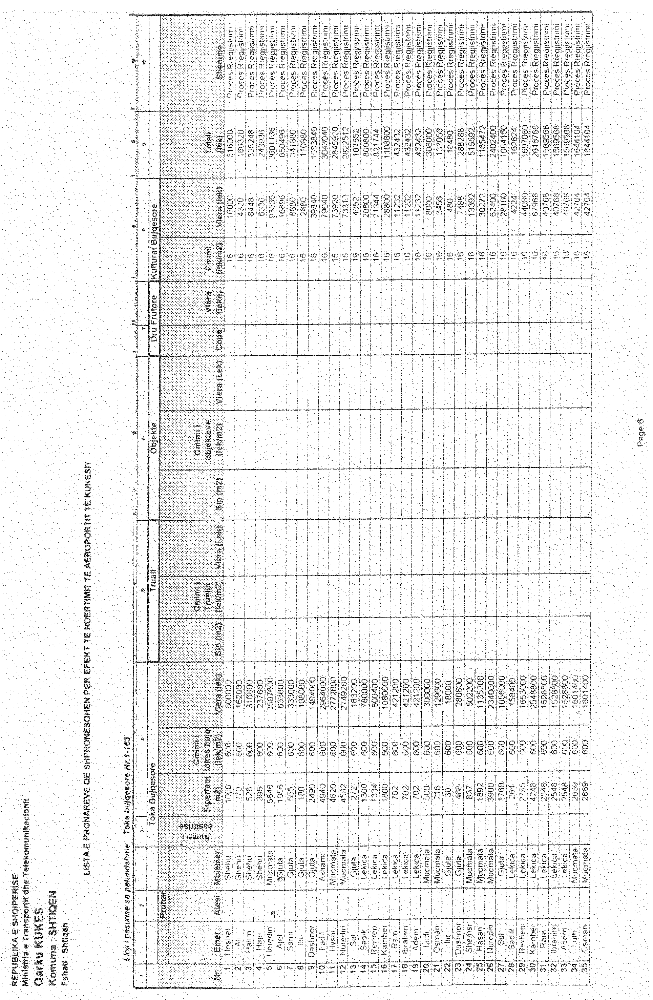 REPUBLIKA E SHQIPERISE
Ministria e Transportit dhe Telekomunikacionit
Qarku KUKES
Komuna : SHTIQEN
Fshati : Shtiqen
LISTA E PRONAREVE QE SHPRONESOHEN PER EFEKT TE NDERTIMIT TE AEROPORTIT TE KUKESIT
Lloji i pasurise se palundshme Toke bujqesore Nr.1-163
1 2 3 4 5 6 7 8 9 10
Pronar Toka Bujqesore Truall Objekte Dru Frutore Kulturat Bujqesore
Nr Emer Atesi Mbiemer Numri i pasurise Siperfaq( m2) Cmimi i tokes bujq (lek/m2) Vlera (lek) Sip (m2) Cmimi i Truallit (lek/m2) Vlera (Lek) Sip (m2) Cmimi i objekteve (lek/m2) Vlera (Lek) Cope Vlera (leke) Cmimi (lek/m2) Vlera (lek) Totali (lek) Shenime
1 Neshat Shehu 1000 600 600000 16 16000 616000 Proces Rregjistrimi
2 Ali Shehu 270 600 162000 16 4320 166320 Proces Rregjistrimi
3 Halim Shehu 528 600 316800 16 8448 325248 Proces Rregjistrimi
4 Hajri Shehu 396 600 237600 16 6336 243936 Proces Rregjistrimi
5 Mucmata 5846 600 3507600 16 93536 3601136 Proces Rregjistrimi
6 Ajet Gjuta 1056 600 633600 16 16896 650496 Proces Rregjistrimi
7 Sami Gjuta 555 600 333000 16 8880 341880 Proces Rregjistrimi
8 Ilir Gjuta 180 600 108000 16 2880 110880 Proces Rregjistrimi
9 Dashnor Gjuta 2490 600 1494000 16 39840 1533840 Proces Rregjistrimi
10 Fadil Axhami 4940 600 2964000 16 79040 3043040 Proces Rregjistrimi
11 Hysni Mucmata 4620 600 2772000 16 73920 2845920 Proces Rregjistrimi
12 Nuredin Mucmata 4582 600 2749200 16 73312 2822512 Proces Rregjistrimi
13 Sul Gjuta 272 600 163200 16 4352 167552 Proces Rregjistrimi
14 Sadik Lekica 1300 600 780000 16 20800 800800 Proces Rregjistrimi
15 Rexhep Lekica 1334 600 800400 16 21344 821744 Proces Rregjistrimi
16 Kamber Lekica 1800 600 1080000 16 28800 1108800 Proces Rregjistrimi
17 Ram Lekica 702 600 421200 16 11232 432432 Proces Rregjistrimi
18 Ibrahim Lekica 702 600 421200 16 11232 432432 Proces Rregjistrimi
19 Adem Lekica 702 600 421200 16 11232 432432 Proces Rregjistrimi
20 Lutfi Mucmata 500 600 300000 16 8000 308000 Proces Rregjistrimi
21 Osman Mucmata 216 600 129600 16 3456 133056 Proces Rregjistrimi
22 Ilir Gjuta 30 600 18000 16 480 18480 Proces Rregjistrimi
23 Dashnor Gjuta 468 600 280800 16 7488 288288 Proces Rregjistrimi
24 Shemsi Mucmata 837 600 502200 16 13392 515592 Proces Rregjistrimi
25 Hasan Mucmata 1892 600 1135200 16 30272 1165472 Proces Rregjistrimi
26 Nuredin Mucmata 3900 600 2340000 16 62400 2402400 Proces Rregjistrimi
27 Sul Gjuta 1760 600 1056000 16 28160 1084160 Proces Rregjistrimi
28 Sadik Lekica 264 600 158400 16 4224 162624 Proces Rregjistrimi
29 Rexhep Lekica 2755 600 1653000 16 44080 1697080 Proces Rregjistrimi
30 Kamber Lekica 4248 600 2548800 16 67968 2616768 Proces Rregjistrimi
31 Ram Lekica 2548 600 1528800 16 40768 1569568 Proces Rregjistrimi
32 Ibrahim Lekica 2548 600 1528800 16 40768 1569568 Proces Rregjistrimi
33 Adem Lekica 2548 600 1528800 16 40768 1569568 Proces Rregjistrimi
34 Lutfi Mucmata 2669 600 1601400 16 42704 1644104 Proces Rregjistrimi
35 Osman Mucmata 2669 600 1601400 16 42704 1644104 Proces Rregjistrimi
Page 6